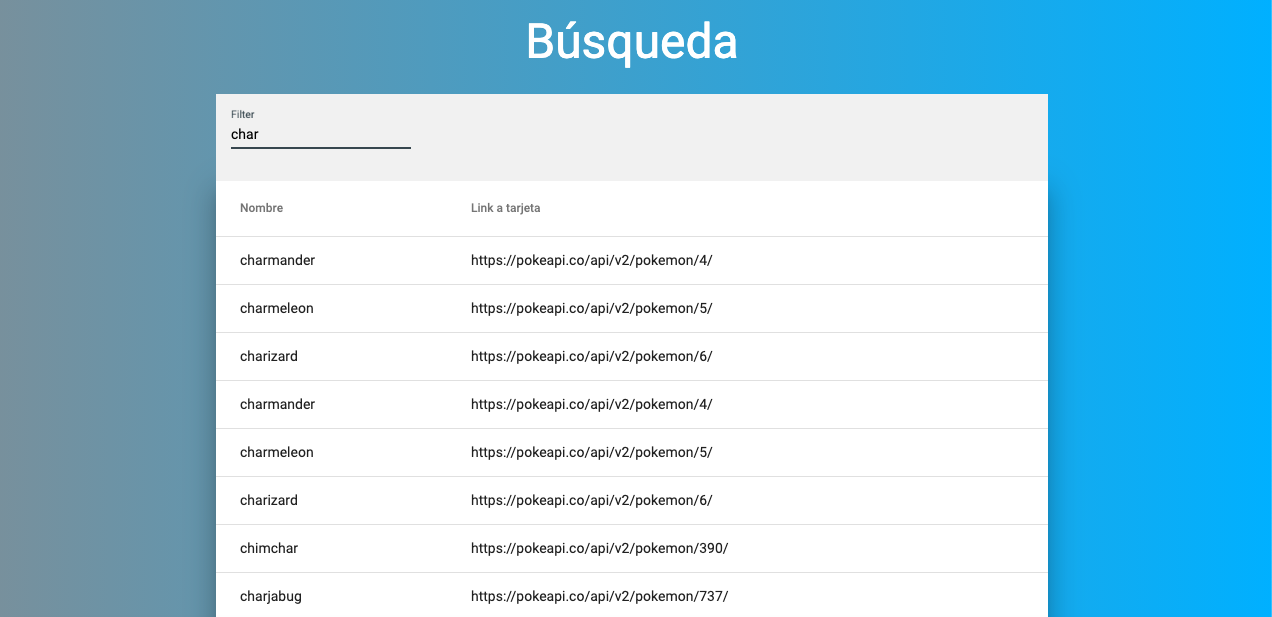 Búsqueda
Filter
char
Nombre Link a tarjeta
charmander https://pokeapi.co/api/v2/pokemon/4/
charmeleon https://pokeapi.co/api/v2/pokemon/5/
charizard https://pokeapi.co/api/v2/pokemon/6/
charmander https://pokeapi.co/api/v2/pokemon/4/
charmeleon https://pokeapi.co/api/v2/pokemon/5/
charizard https://pokeapi.co/api/v2/pokemon/6/
chimchar https://pokeapi.co/api/v2/pokemon/390/
charjabug https://pokeapi.co/api/v2/pokemon/737/